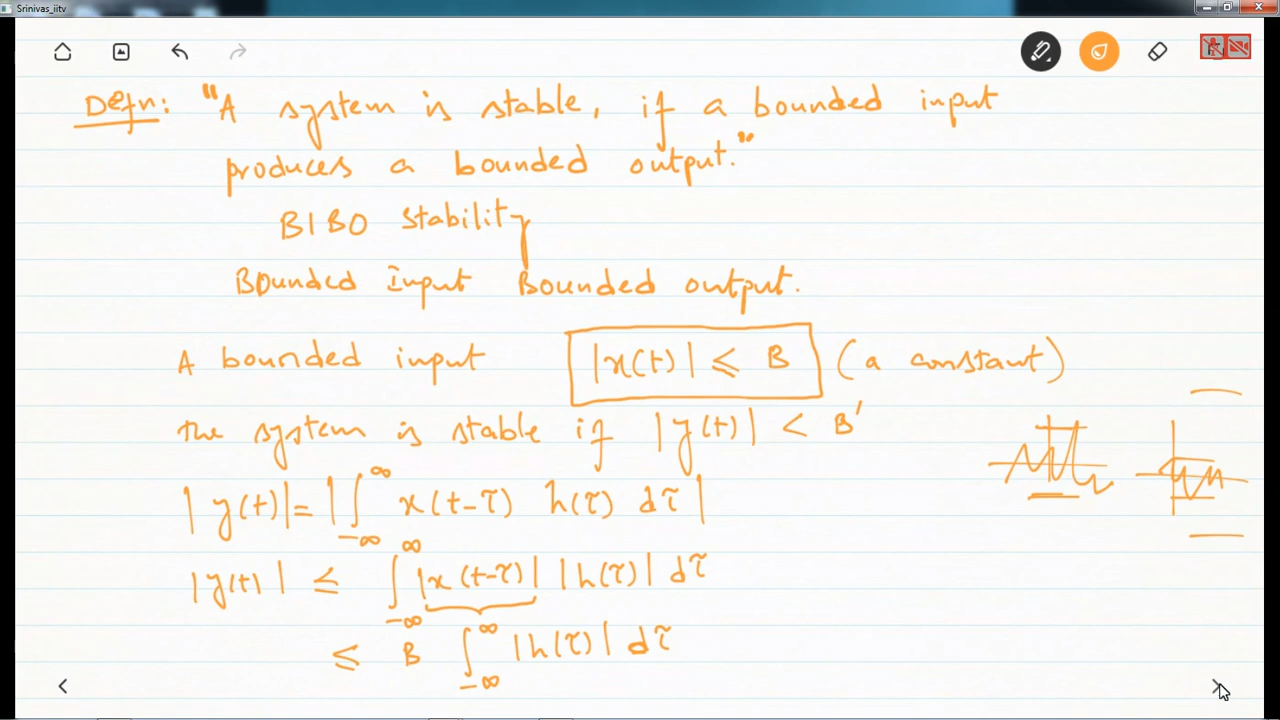 Srinivas_iitv
Defn: "A system is stable, if a bounded input
produces a bounded output."
BIBO stability
Bounded Input Bounded output.
A bounded input |x(t)| ≤ B (a constant)
the system is stable if |y(t)| < B'
|y(t)| = |∫_{-∞}^{∞} x(t-τ) h(τ) dτ|
|y(t)| ≤ ∫_{-∞}^{∞} |x(t-τ)| |h(τ)| dτ
≤ B ∫_{-∞}^{∞} |h(τ)| dτ